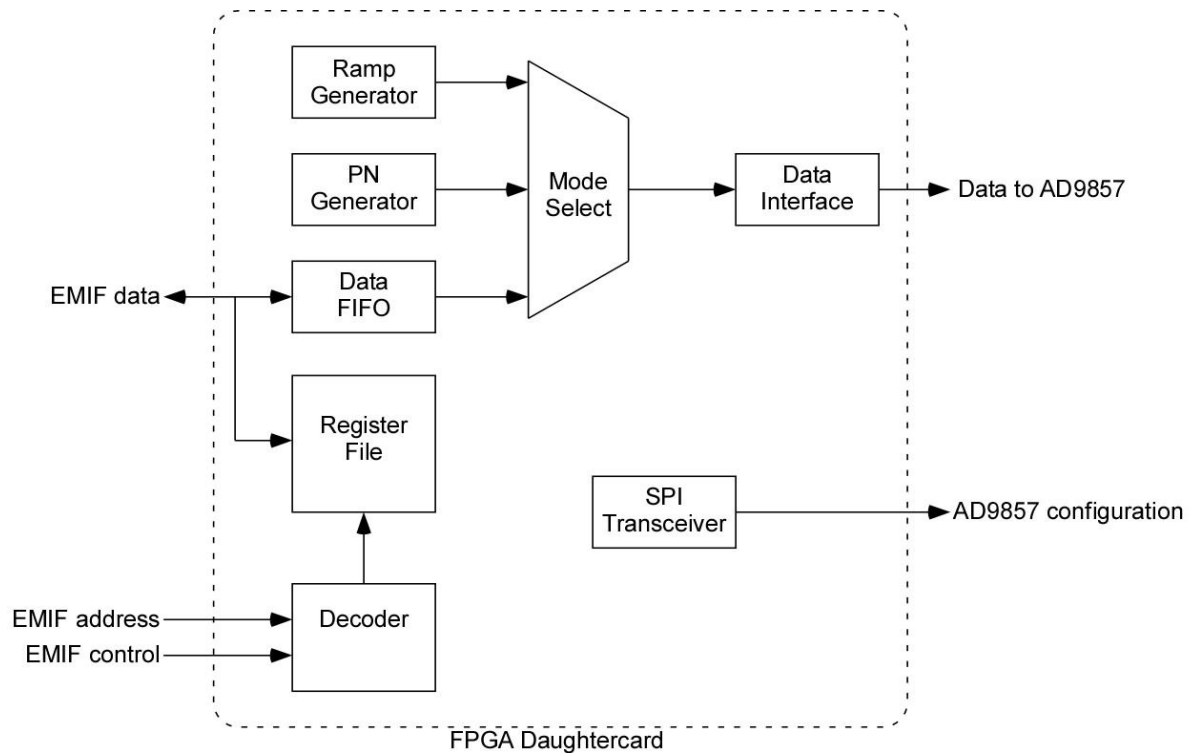 Ramp
Generator
PN
Generator
Mode
Select
Data
Interface
Data to AD9857
EMIF data
Data
FIFO
Register
File
SPI
Transceiver
AD9857 configuration
EMIF address
EMIF control
Decoder
FPGA Daughtercard